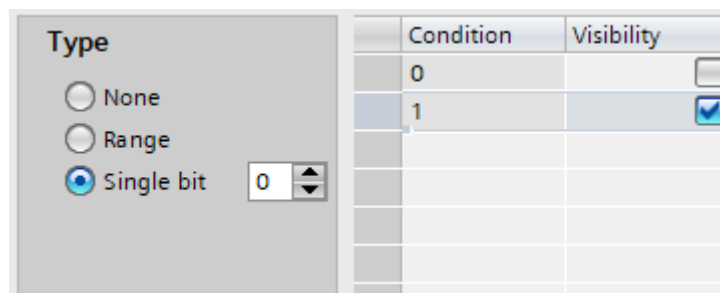 Type
None
Range
Single bit 0
Condition Visibility
0
1